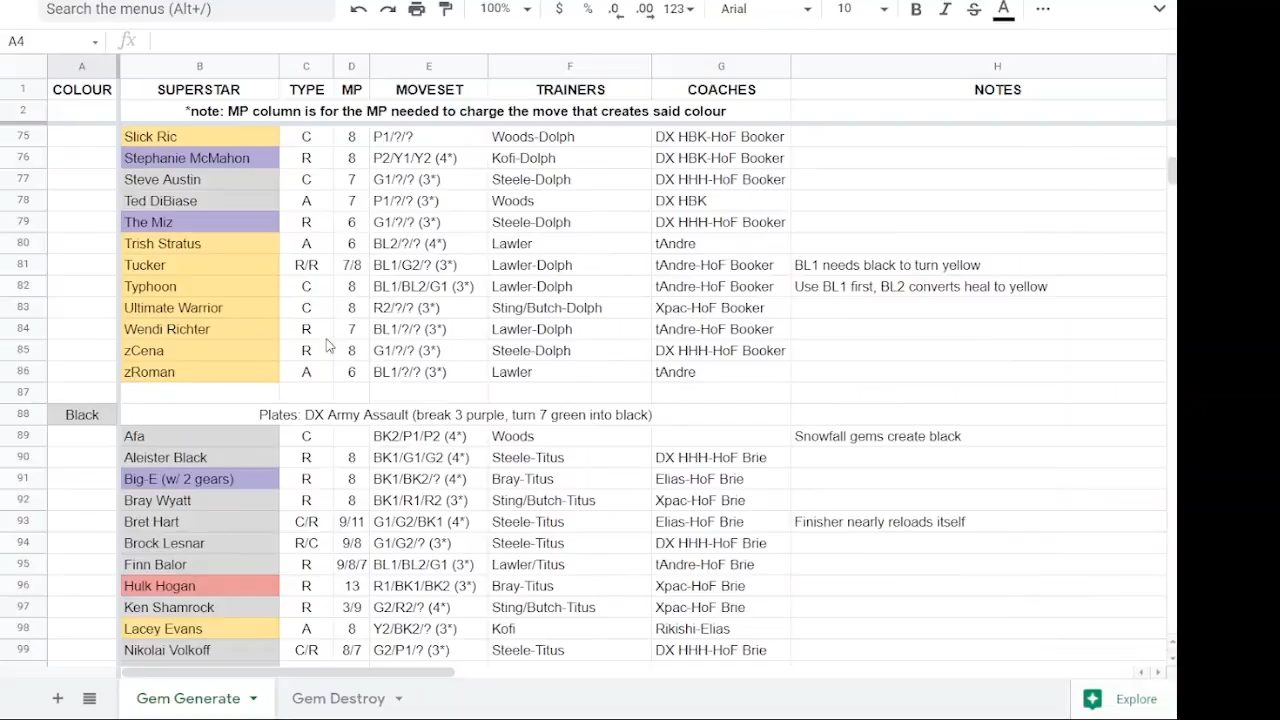 Search the menus (Alt+/)
100% $ % .0 .00 123 Arial 10 B I S A
A4 fx
A B C D E F G H
1 COLOUR SUPERSTAR TYPE MP MOVESET TRAINERS COACHES NOTES
2 *note: MP column is for the MP needed to charge the move that creates said colour
75 Slick Ric C 8 P1/?/? Woods-Dolph DX HBK-HoF Booker
76 Stephanie McMahon R 8 P2/Y1/Y2 (4*) Kofi-Dolph DX HBK-HoF Booker
77 Steve Austin C 7 G1/?/? (3*) Steele-Dolph DX HHH-HoF Booker
78 Ted DiBiase A 7 P1/?/? (3*) Woods DX HBK
79 The Miz R 6 G1/?/? (3*) Steele-Dolph DX HHH-HoF Booker
80 Trish Stratus A 6 BL2/?/? (4*) Lawler tAndre
81 Tucker R/R 7/8 BL1/G2/? (3*) Lawler-Dolph tAndre-HoF Booker BL1 needs black to turn yellow
82 Typhoon C 8 BL1/BL2/G1 (3*) Lawler-Dolph tAndre-HoF Booker Use BL1 first, BL2 converts heal to yellow
83 Ultimate Warrior C 8 R2/?/? (3*) Sting/Butch-Dolph Xpac-HoF Booker
84 Wendi Richter R 7 BL1/?/? (3*) Lawler-Dolph tAndre-HoF Booker
85 zCena R 8 G1/?/? (3*) Steele-Dolph DX HHH-HoF Booker
86 zRoman A 6 BL1/?/? (3*) Lawler tAndre
87
88 Black Plates: DX Army Assault (break 3 purple, turn 7 green into black)
89 Afa C BK2/P1/P2 (4*) Woods Snowfall gems create black
90 Aleister Black R 8 BK1/G1/G2 (4*) Steele-Titus DX HHH-HoF Brie
91 Big-E (w/ 2 gears) R 8 BK1/BK2/? (4*) Bray-Titus Elias-HoF Brie
92 Bray Wyatt R 8 BK1/R1/R2 (3*) Sting/Butch-Titus Xpac-HoF Brie
93 Bret Hart C/R 9/11 G1/G2/BK1 (4*) Steele-Titus Elias-HoF Brie Finisher nearly reloads itself
94 Brock Lesnar R/C 9/8 G1/G2/? (3*) Steele-Titus DX HHH-HoF Brie
95 Finn Balor R 9/8/7 BL1/BL2/G1 (3*) Lawler/Titus tAndre-HoF Brie
96 Hulk Hogan R 13 R1/BK1/BK2 (3*) Bray-Titus Xpac-HoF Brie
97 Ken Shamrock R 3/9 G2/R2/? (4*) Sting/Butch-Titus Xpac-HoF Brie
98 Lacey Evans A 8 Y2/BK2/? (3*) Kofi Rikishi-Elias
99 Nikolai Volkoff C/R 8/7 G2/P1/? (3*) Steele-Titus DX HHH-HoF Brie
+ Gem Generate Gem Destroy Explore